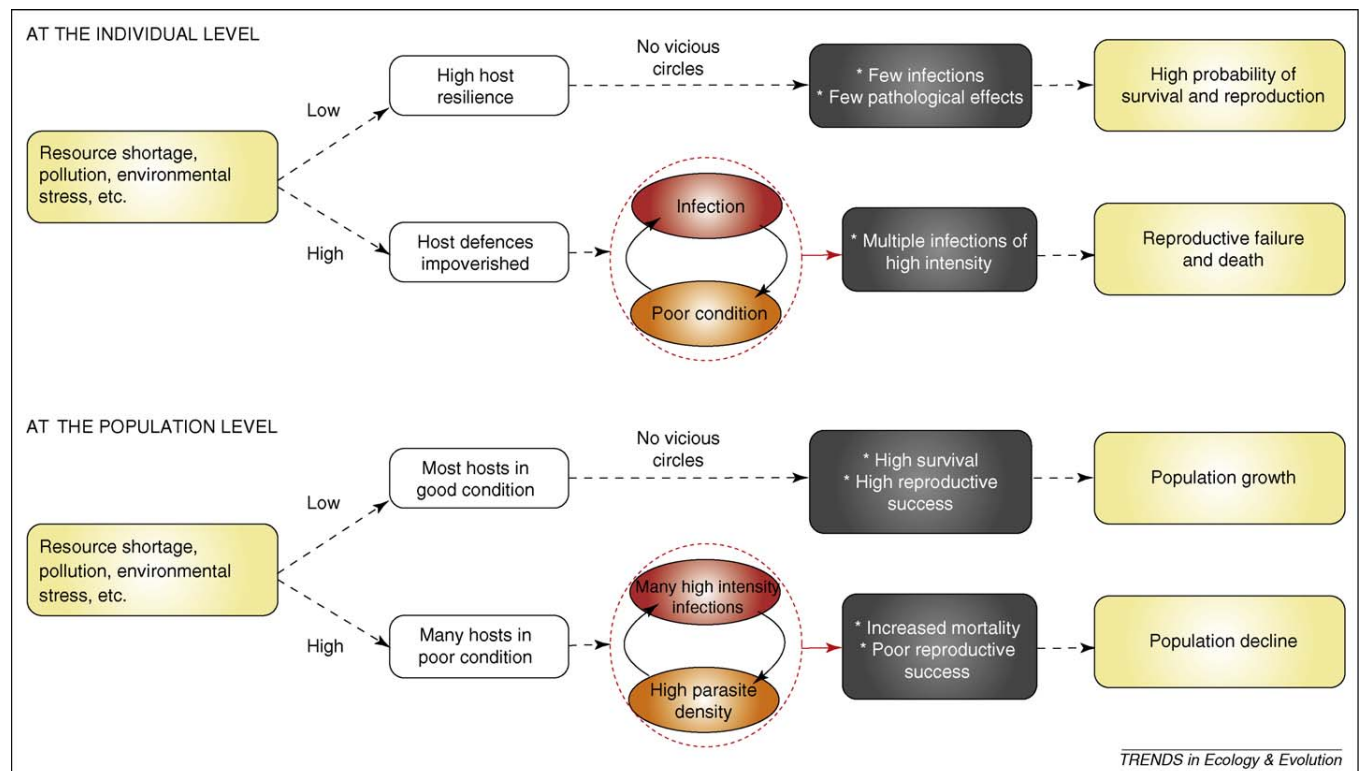 AT THE INDIVIDUAL LEVEL
No vicious
circles
High host
resilience
* Few infections
* Few pathological effects
High probability of
survival and reproduction
Low
Resource shortage,
pollution, environmental
stress, etc.
High
Host defences
impoverished
Infection
Poor condition
* Multiple infections of
high intensity
Reproductive failure
and death
AT THE POPULATION LEVEL
No vicious
circles
Most hosts in
good condition
* High survival
* High reproductive
success
Population growth
Low
Resource shortage,
pollution, environmental
stress, etc.
High
Many hosts in
poor condition
Many high intensity
infections
High parasite
density
* Increased mortality
* Poor reproductive
success
Population decline
TRENDS in Ecology & Evolution